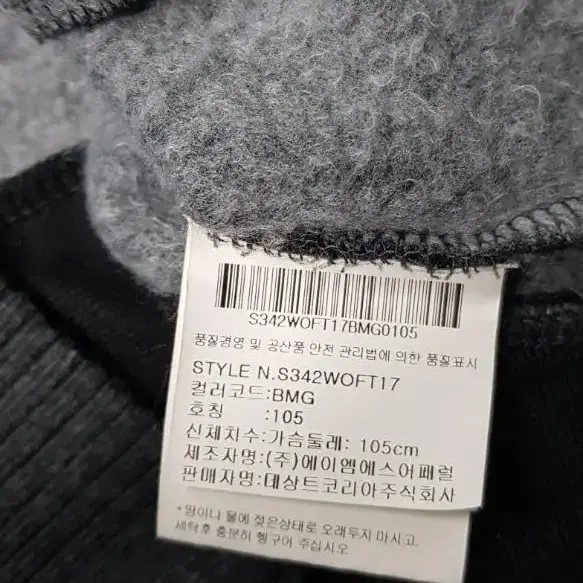 S342WOFT17BMG0105
품질경영 및 공산품 안전 관리법에 의한 품질표시
STYLE N.S342WOFT17
컬러코드:BMG
호칭 :105
신체치수:가슴둘레: 105cm
제조자명:(주)에이엠에스어패럴
판매자명:데상트코리아주식회사
*땀이나 물에 젖은상태로 오래두지 마시고.
세탁후 충분히 헹구어 주십시오